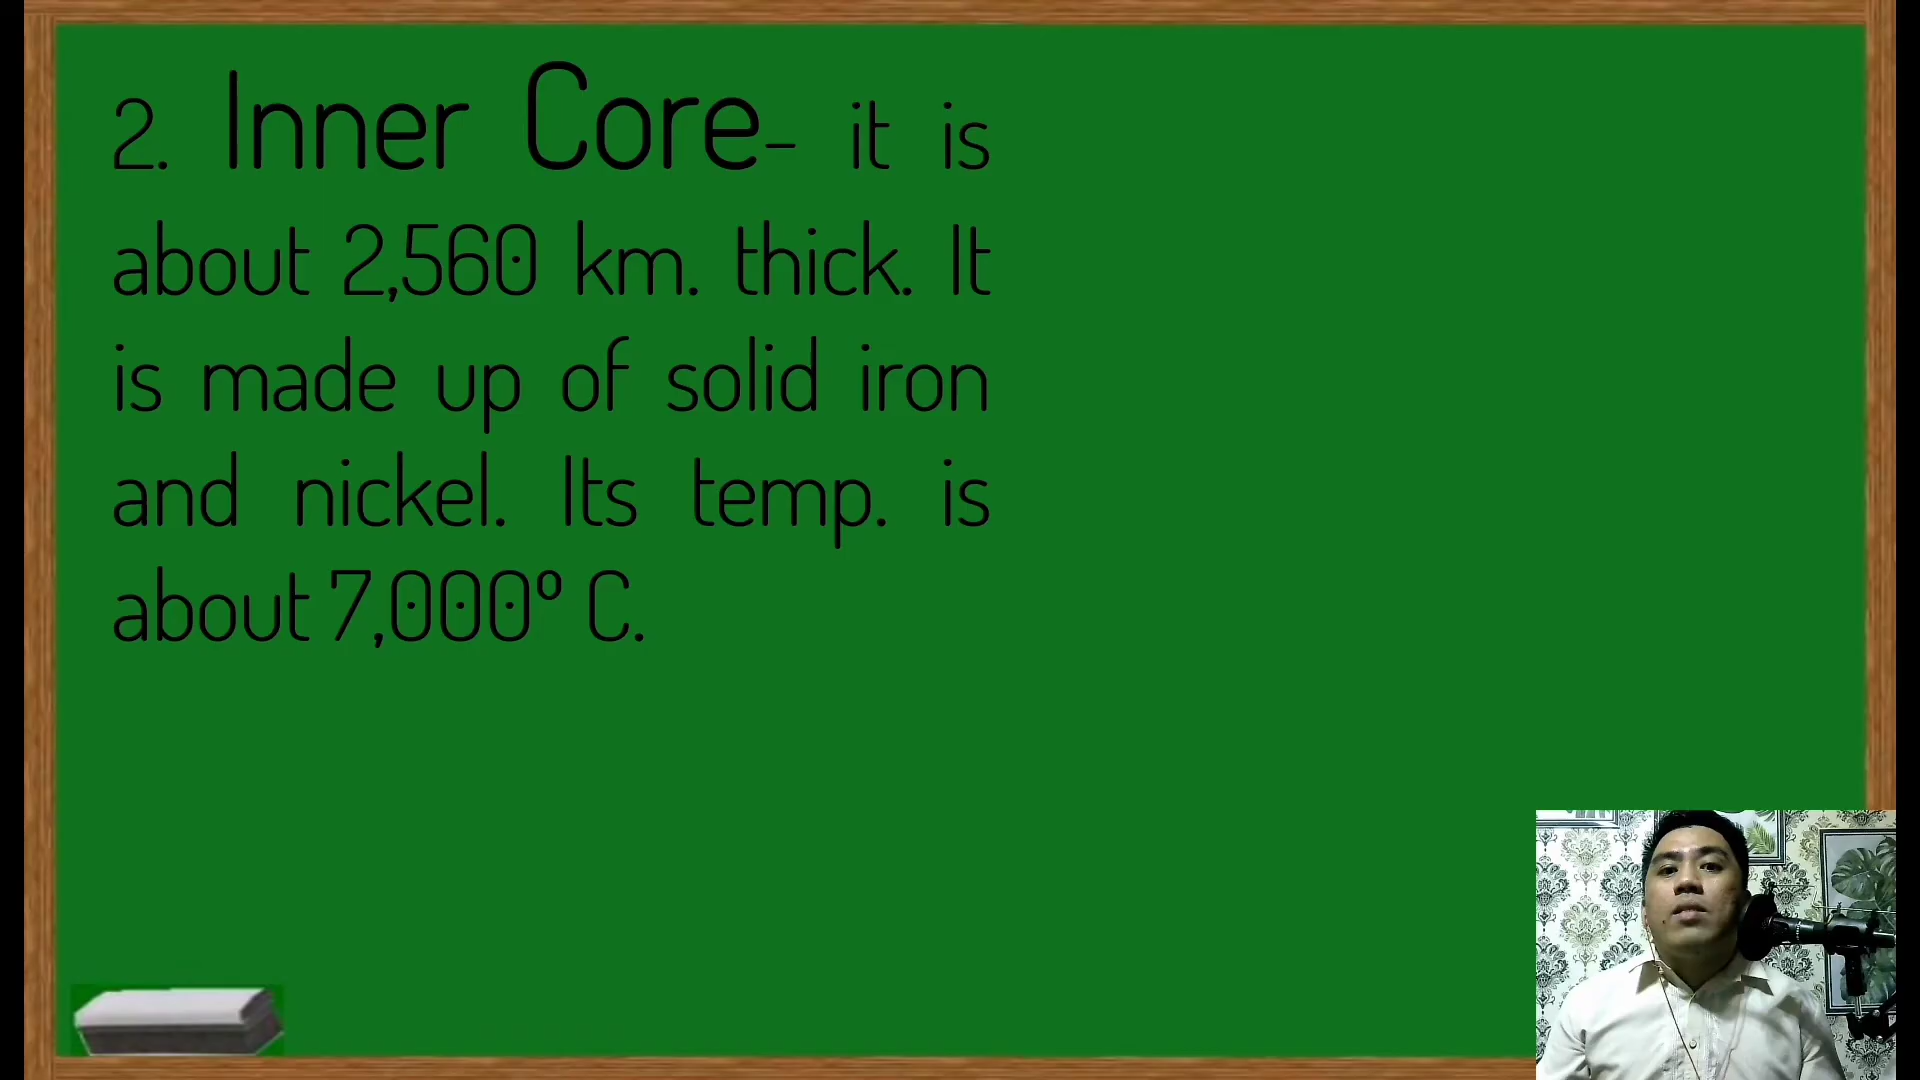 2. Inner Core- it is
about 2,560 km. thick. It
is made up of solid iron
and nickel. Its temp. is
about 7,000º C.